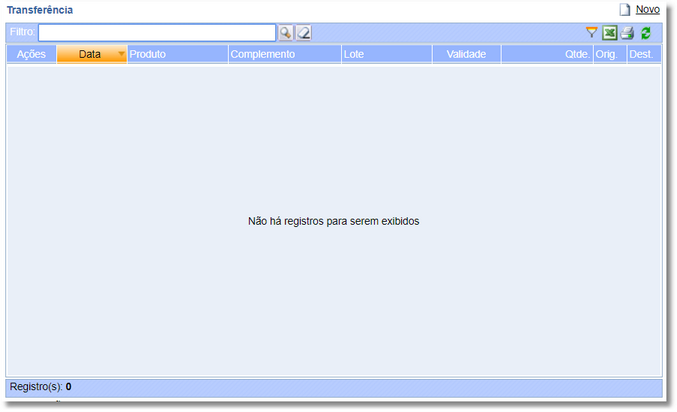 Transferência
Novo
Filtro:
Ações Data Produto Complemento Lote Validade Qtde. Orig. Dest.
Não há registros para serem exibidos
Registro(s): 0